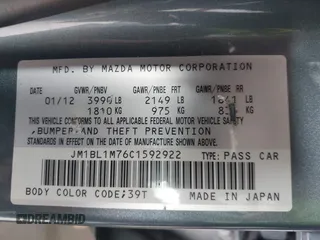 MFD. BY MAZDA MOTOR CORPORATION
GVWR/PNBV GAWR/PNBE FRT GAWR/PNBE RR
01/12 3990 LB 2149 LB LB
1810 KG 975 KG KG
THIS VEHICLE CONFORMS TO ALL APPLICABLE FEDERAL MOTOR VEHICLE SAFETY
BUMPER AND THEFT PREVENTION
STANDARDS IN EFFECT ON THE DATE OF MANUFACTURE SHOWN ABOVE.
JM1BL1M76C1592922 TYPE: PASS CAR
BODY COLOR CODE:39T MADE IN JAPAN
DREAMBID